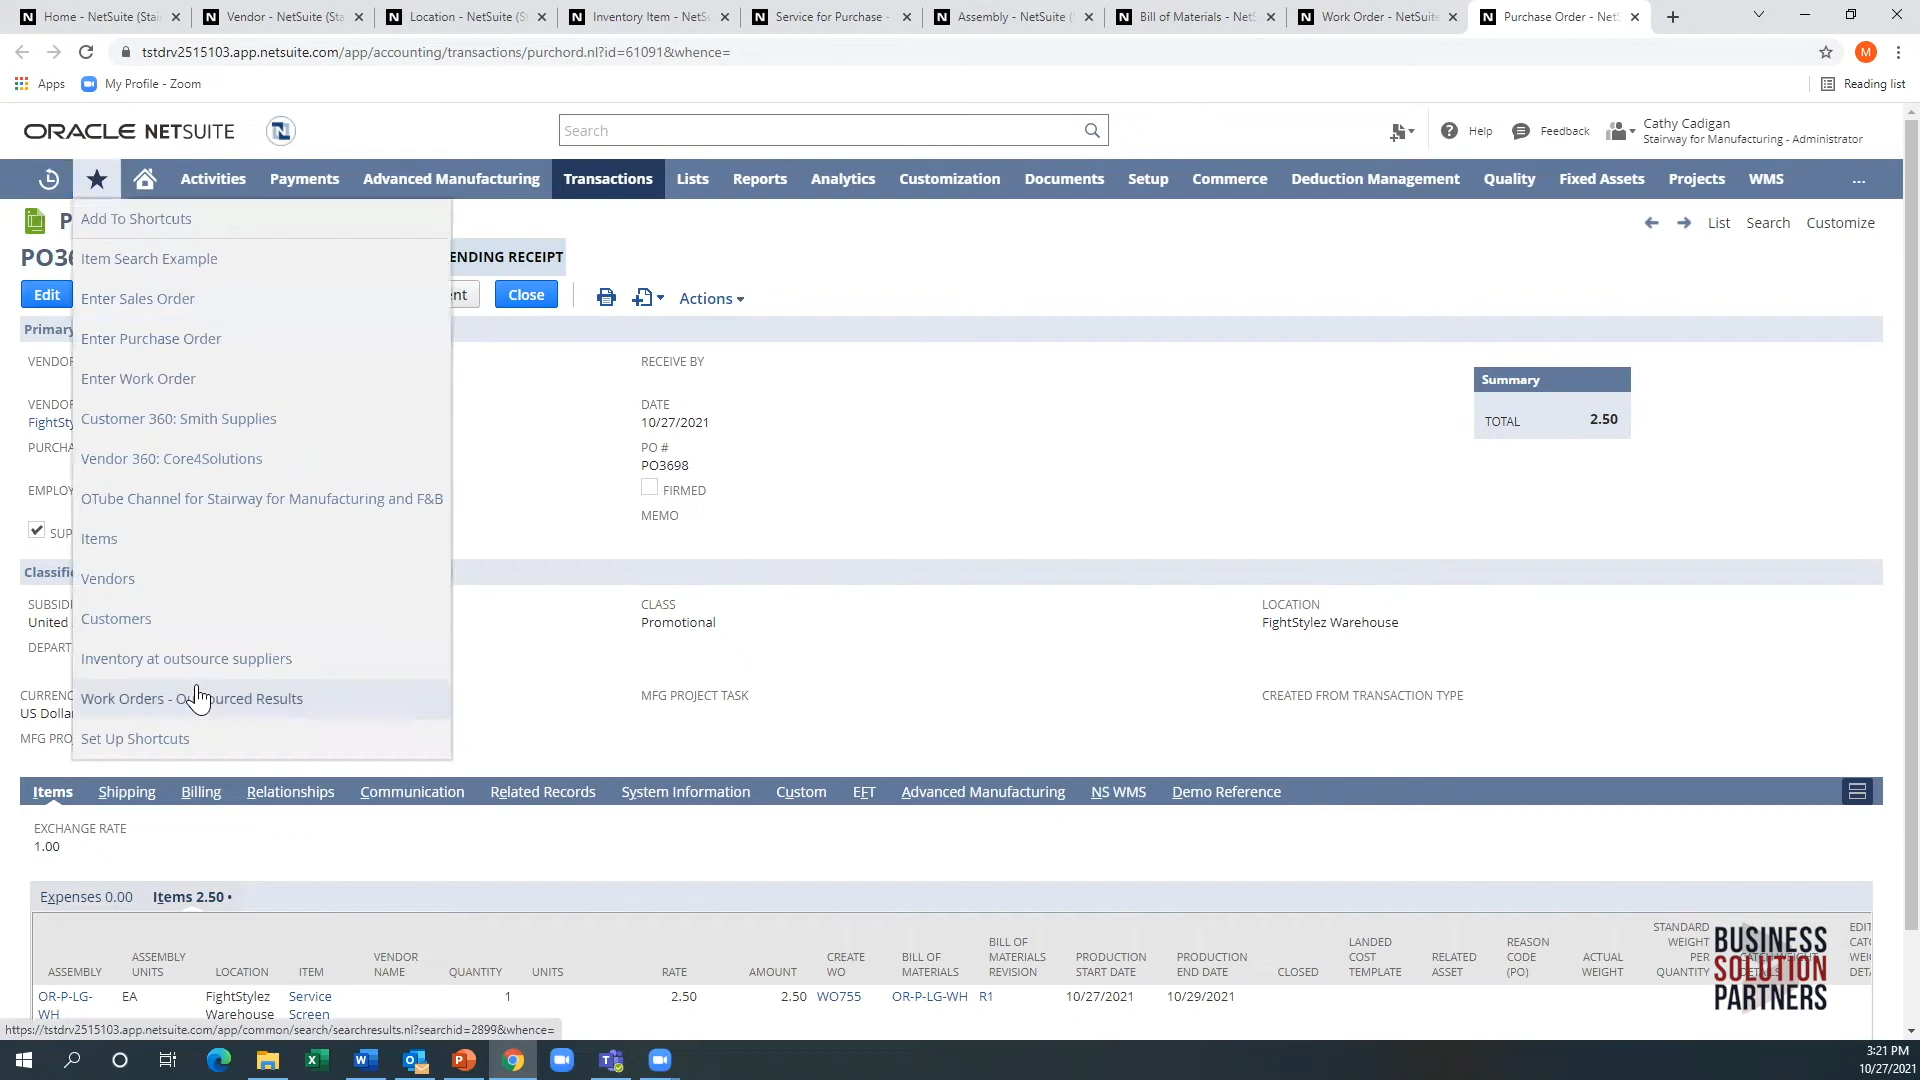 Home - NetSuite (Stai
Vendor - NetSuite (Sta
Location - NetSuite (S
Inventory Item - NetS
Service for Purchase -
Assembly - NetSuite (
Bill of Materials - NetS
Work Order - NetSuite
Purchase Order - NetS
tstdrv2515103.app.netsuite.com/app/accounting/transactions/purchord.nl?id=61091&whence=
M
Apps
My Profile - Zoom
Reading list
ORACLE NETSUITE
Search
Help
Feedback
Cathy Cadigan
Stairway for Manufacturing - Administrator
Activities Payments Advanced Manufacturing Transactions Lists Reports Analytics Customization Documents Setup Commerce Deduction Management Quality Fixed Assets Projects WMS ...
P
List Search Customize
PO36
ENDING RECEIPT
Edit
nt
Close
Actions
Primary
Add To Shortcuts
Item Search Example
Enter Sales Order
Enter Purchase Order
Enter Work Order
Customer 360: Smith Supplies
Vendor 360: Core4Solutions
OTube Channel for Stairway for Manufacturing and F&B
Items
Vendors
Customers
Inventory at outsource suppliers
Work Orders - Ou sourced Results
Set Up Shortcuts
VENDOR
VENDOR
FightSty
PURCHA
EMPLOY
SUP
RECEIVE BY
DATE
10/27/2021
PO #
PO3698
FIRMED
MEMO
Summary
TOTAL 2.50
Classifi
SUBSID
United
DEPART
CURRENC
US Dolla
MFG PRO
CLASS
Promotional
MFG PROJECT TASK
LOCATION
FightStylez Warehouse
CREATED FROM TRANSACTION TYPE
Items Shipping Billing Relationships Communication Related Records System Information Custom EFT Advanced Manufacturing NS WMS Demo Reference
EXCHANGE RATE
1.00
Expenses 0.00 Items 2.50 •
ASSEMBLY
ASSEMBLY UNITS
LOCATION
ITEM
VENDOR NAME
QUANTITY
UNITS
RATE
AMOUNT
CREATE WO
BILL OF MATERIALS
BILL OF MATERIALS REVISION
PRODUCTION START DATE
PRODUCTION END DATE
CLOSED
LANDED COST TEMPLATE
RELATED ASSET
REASON CODE (PO)
ACTUAL WEIGHT
STANDARD WEIGHT PER QUANTITY
EDIT
CATC
WEIG
DETA
OR-P-LG-WH EA FightStylez Warehouse Service Screen 1 2.50 2.50 WO755 OR-P-LG-WH R1 10/27/2021 10/29/2021
BUSINESS
SOLUTION
PARTNERS
https://tstdrv2515103.app.netsuite.com/app/common/search/searchresults.nl?searchid=2899&whence=
3:21 PM
10/27/2021